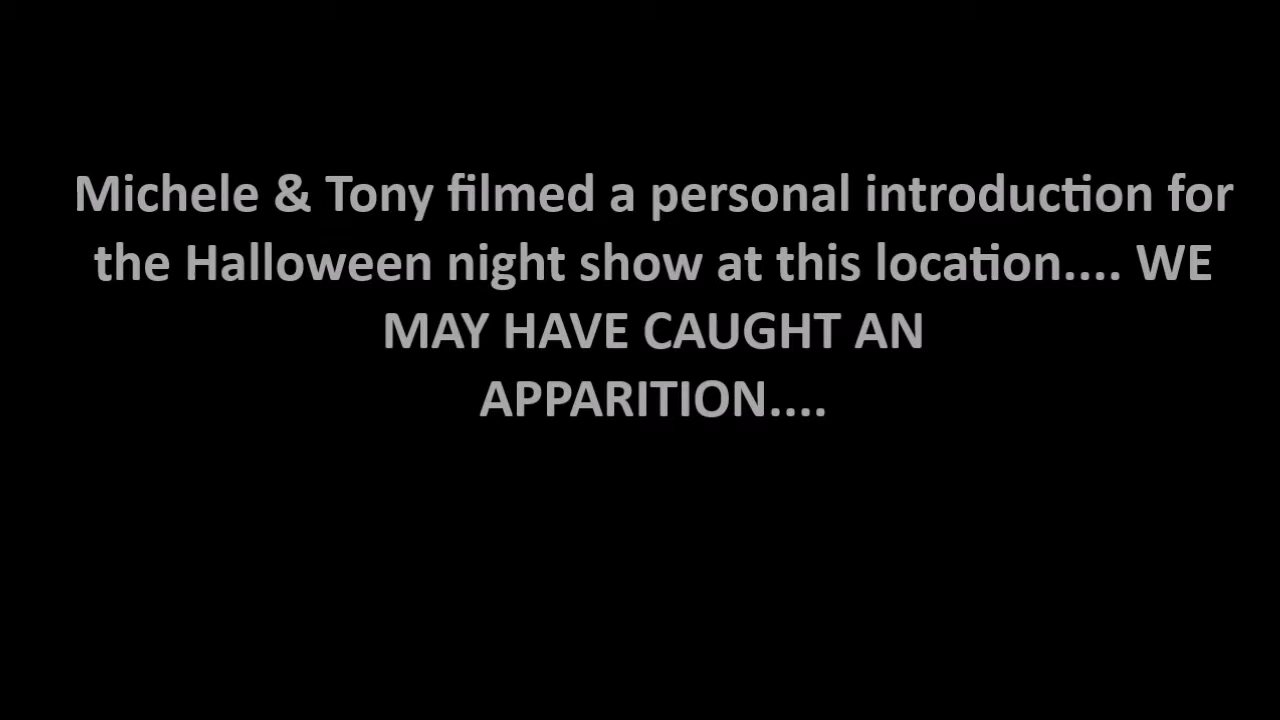 Michele & Tony filmed a personal introduction for
the Halloween night show at this location.... WE
MAY HAVE CAUGHT AN
APPARITION....